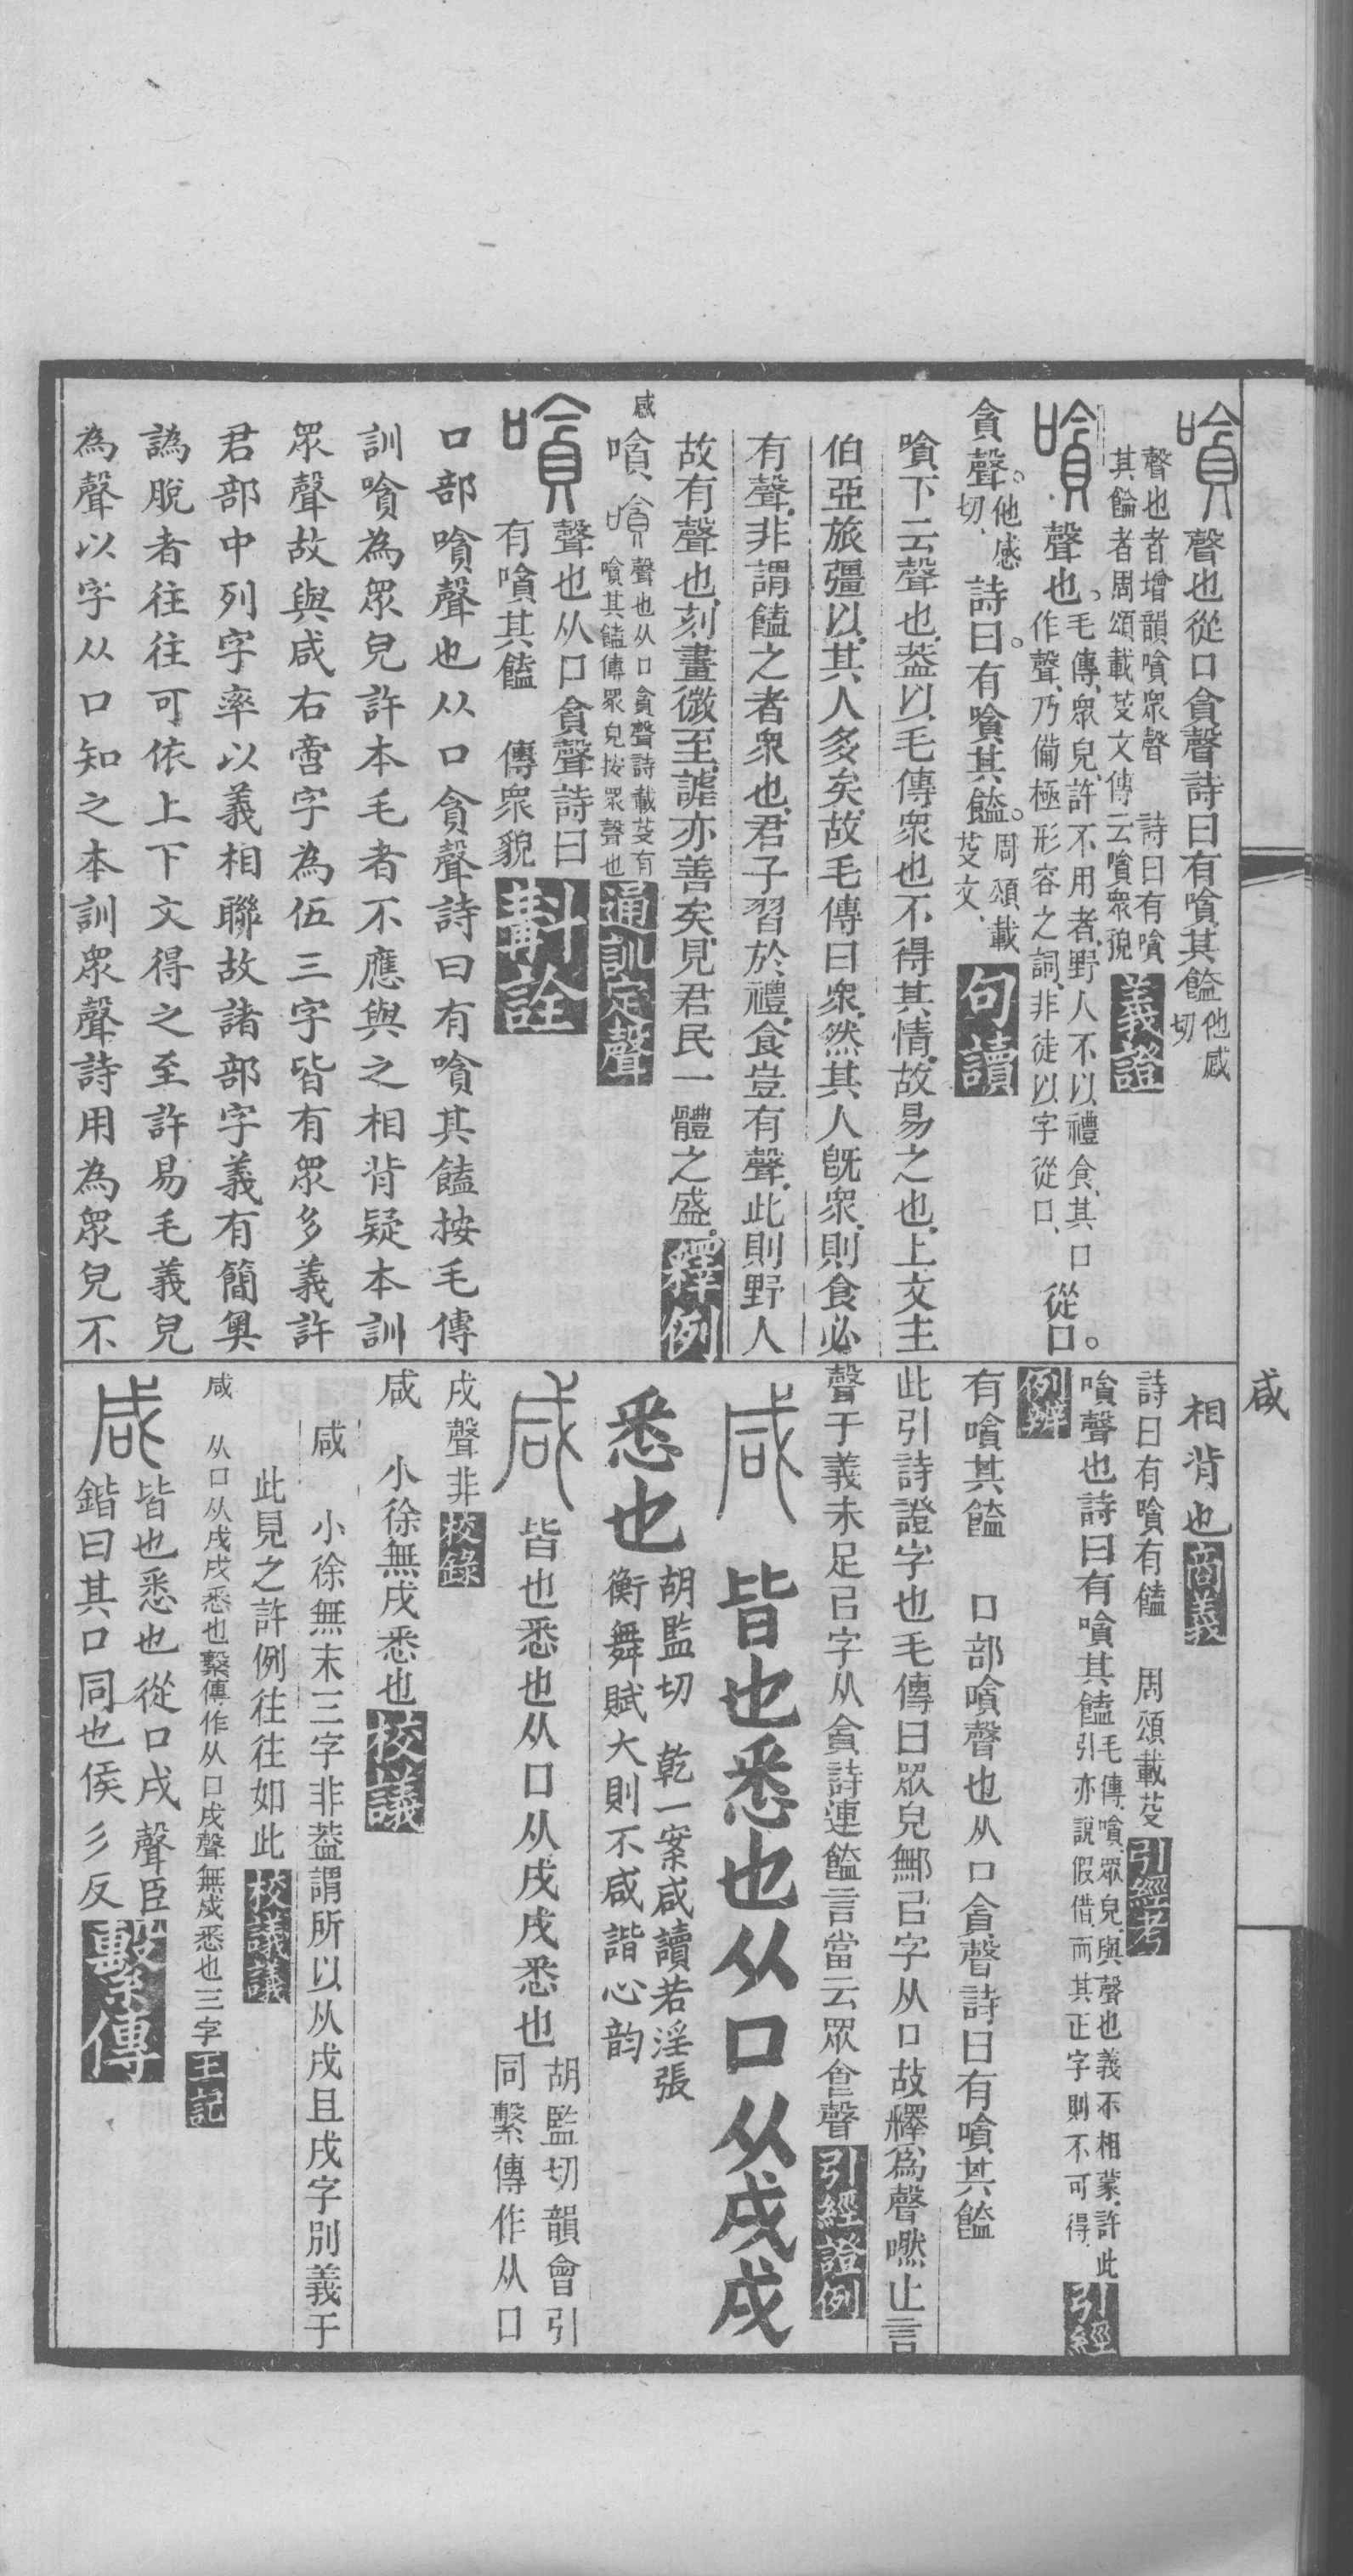 嗿 聲也從口貪聲詩曰有嗿其饁他感切
聲也者增韻嗿衆聲 詩曰有嗿
其饁者周頌載芟文傳云嗿衆貌義證
嗿 聲也。毛傳、衆皃、許不用者、野人不以禮食、其口
作聲、乃備極形容之詞、非徒以字從口、從口。
貪聲。他感切、詩曰。有嗿其饁。周頌、載芟文、句讀
嗿下云聲也、葢以毛傳衆也不得其情、故易之也、上文主
伯亞旅彊以、其人多矣、故毛傳曰衆、然其人旣衆、則食必
有聲、非謂饁之者衆也、君子習於禮、食豈有聲、此則野人
故有聲也、刻畫微至、謔亦善矣、見君民一體之盛。釋例
感
嗿 嗿 聲也从口貪聲詩載芟有
嗿其饁傳眾皃按眾聲也通訓定聲
嗿 聲也从口貪聲詩曰
有嗿其饁 傳衆貌斠詮
口部嗿聲也从口貪聲詩曰有嗿其饁按毛傳
訓嗿為眾皃許本毛者不應與之相背疑本訓
眾聲故與咸右啻字為伍三字皆有眾多義許
君部中列字率以義相聯故諸部字義有簡奧
譌脫者往往可依上下文得之至許易毛義皃
為聲以字从口知之本訓眾聲詩用為眾皃不
咸
相背也商義
詩曰有嗿有饁 周頌載芟引經考
嗿聲也詩曰有嗿其饁毛傳、嗿、眾皃、與聲也義不相蒙、許此
引亦說假借、而其正字則不可得、引經
例辨
有嗿其饁 口部嗿聲也从口貪聲詩曰有嗿其饁
此引詩證字也毛傳曰眾皃鄦㠯字从口故釋爲聲嘫止言
聲于義未足㠯字从貪詩連饁言當云眾食聲引經證例
咸 皆也悉也从口从戌戌
悉也胡監切 乾一案咸讀若淫張
衡舞賦大則不咸諧心韵
咸 皆也悉也从口从戌戌悉也胡監切韻會引
同繫傳作从口
戌聲非校錄
咸 小徐無戌悉也校議
咸 小徐無末三字非葢謂所以从戌且戌字別義于
此見之許例往往如此校議議
咸 从口从戌戌悉也繫傳作从口戌聲無戌悉也三字王記
咸 皆也悉也從口戌聲臣
鍇曰其口同也侯彡反繫傳